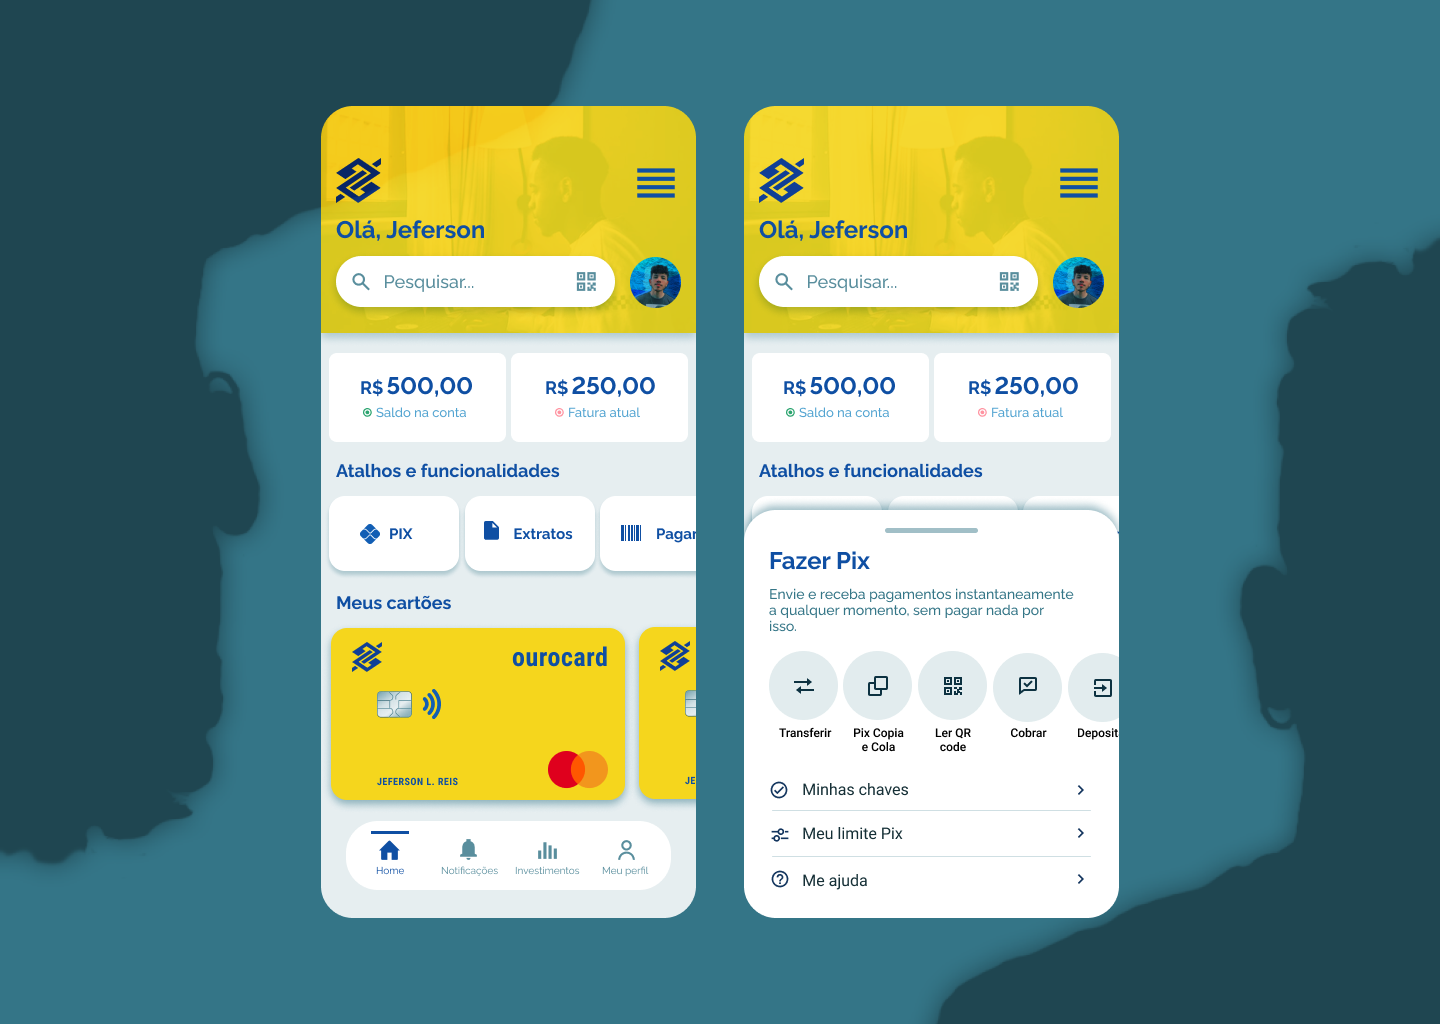 Olá, Jeferson
Pesquisar...
R$ 500,00
Saldo na conta
R$ 250,00
Fatura atual
Atalhos e funcionalidades
PIX
Extratos
Pagar
Meus cartões
ourocard
JEFERSON L. REIS
JE
Home
Notificações
Investimentos
Meu perfil
Olá, Jeferson
Pesquisar...
R$ 500,00
Saldo na conta
R$ 250,00
Fatura atual
Atalhos e funcionalidades
Fazer Pix
Envie e receba pagamentos instantaneamente
a qualquer momento, sem pagar nada por
isso.
Transferir
Pix Copia
e Cola
Ler QR
code
Cobrar
Deposit
Minhas chaves
Meu limite Pix
Me ajuda